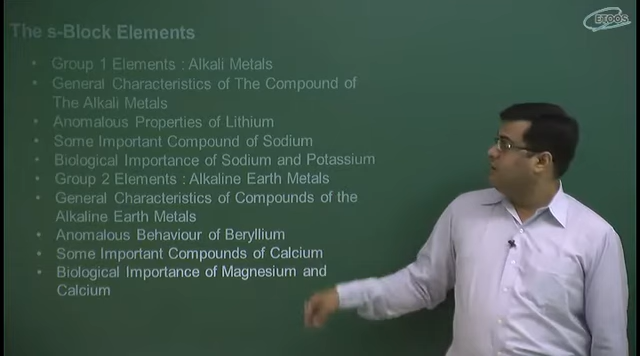 ETOOS
The s-Block Elements
• Group 1 Elements : Alkali Metals
• General Characteristics of The Compound of
The Alkali Metals
• Anomalous Properties of Lithium
• Some Important Compound of Sodium
• Biological Importance of Sodium and Potassium
• Group 2 Elements : Alkaline Earth Metals
• General Characteristics of Compounds of the
Alkaline Earth Metals
• Anomalous Behaviour of Beryllium
• Some Important Compounds of Calcium
• Biological Importance of Magnesium and
Calcium